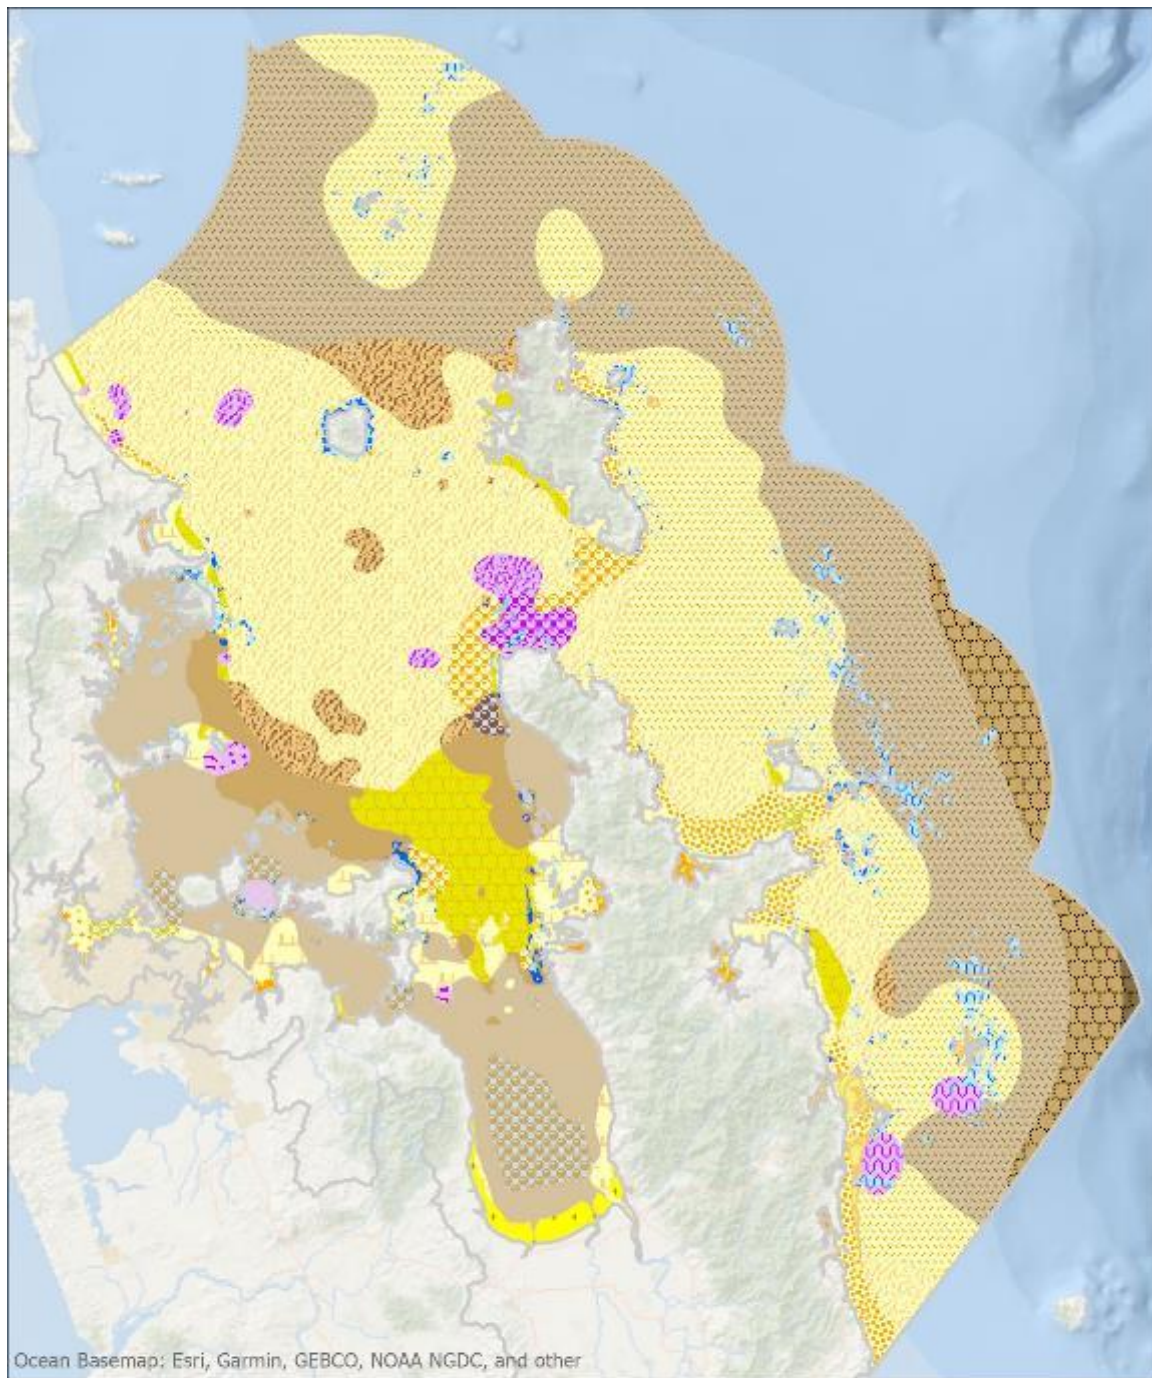 Ocean Basemap: Esri, Garmin, GEBCO, NOAA NGDC, and other